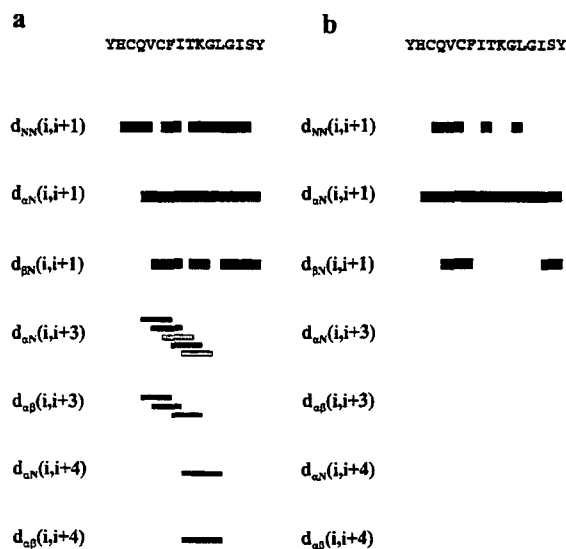 a b
YHCQVCFITKGLGISY YHCQVCFITKGLGISY
dNN(i,i+1) dNN(i,i+1)
dαN(i,i+1) dαN(i,i+1)
dβN(i,i+1) dβN(i,i+1)
dαN(i,i+3) dαN(i,i+3)
dαβ(i,i+3) dαβ(i,i+3)
dαN(i,i+4) dαN(i,i+4)
dαβ(i,i+4) dαβ(i,i+4)